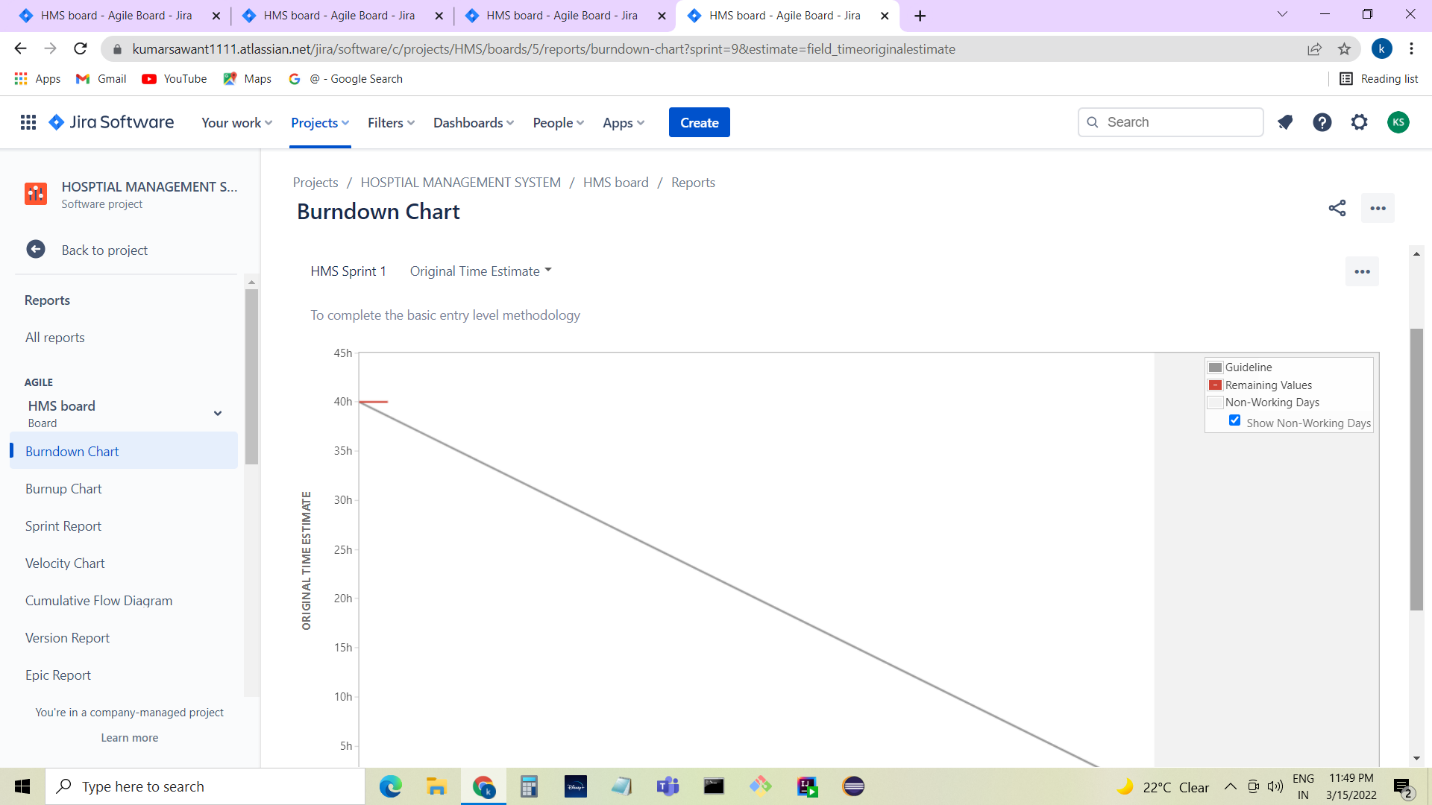 HMS board - Agile Board - Jira
HMS board - Agile Board - Jira
HMS board - Agile Board - Jira
HMS board - Agile Board - Jira
kumarsawant1111.atlassian.net/jira/software/c/projects/HMS/boards/5/reports/burndown-chart?sprint=9&estimate=field_timeoriginalestimate
k
Apps
Gmail
YouTube
Maps
@ - Google Search
Reading list
Jira Software
Your work
Projects
Filters
Dashboards
People
Apps
Create
Search
KS
HOSPTIAL MANAGEMENT S...
Software project
Back to project
Reports
All reports
AGILE
HMS board
Board
Burndown Chart
Burnup Chart
Sprint Report
Velocity Chart
Cumulative Flow Diagram
Version Report
Epic Report
You're in a company-managed project
Learn more
Projects / HOSPTIAL MANAGEMENT SYSTEM / HMS board / Reports
Burndown Chart
HMS Sprint 1
Original Time Estimate
To complete the basic entry level methodology
ORIGINAL TIME ESTIMATE
45h
40h
35h
30h
25h
20h
15h
10h
5h
Guideline
Remaining Values
Non-Working Days
Show Non-Working Days
Type here to search
22°C Clear
ENG
IN
11:49 PM
3/15/2022
2